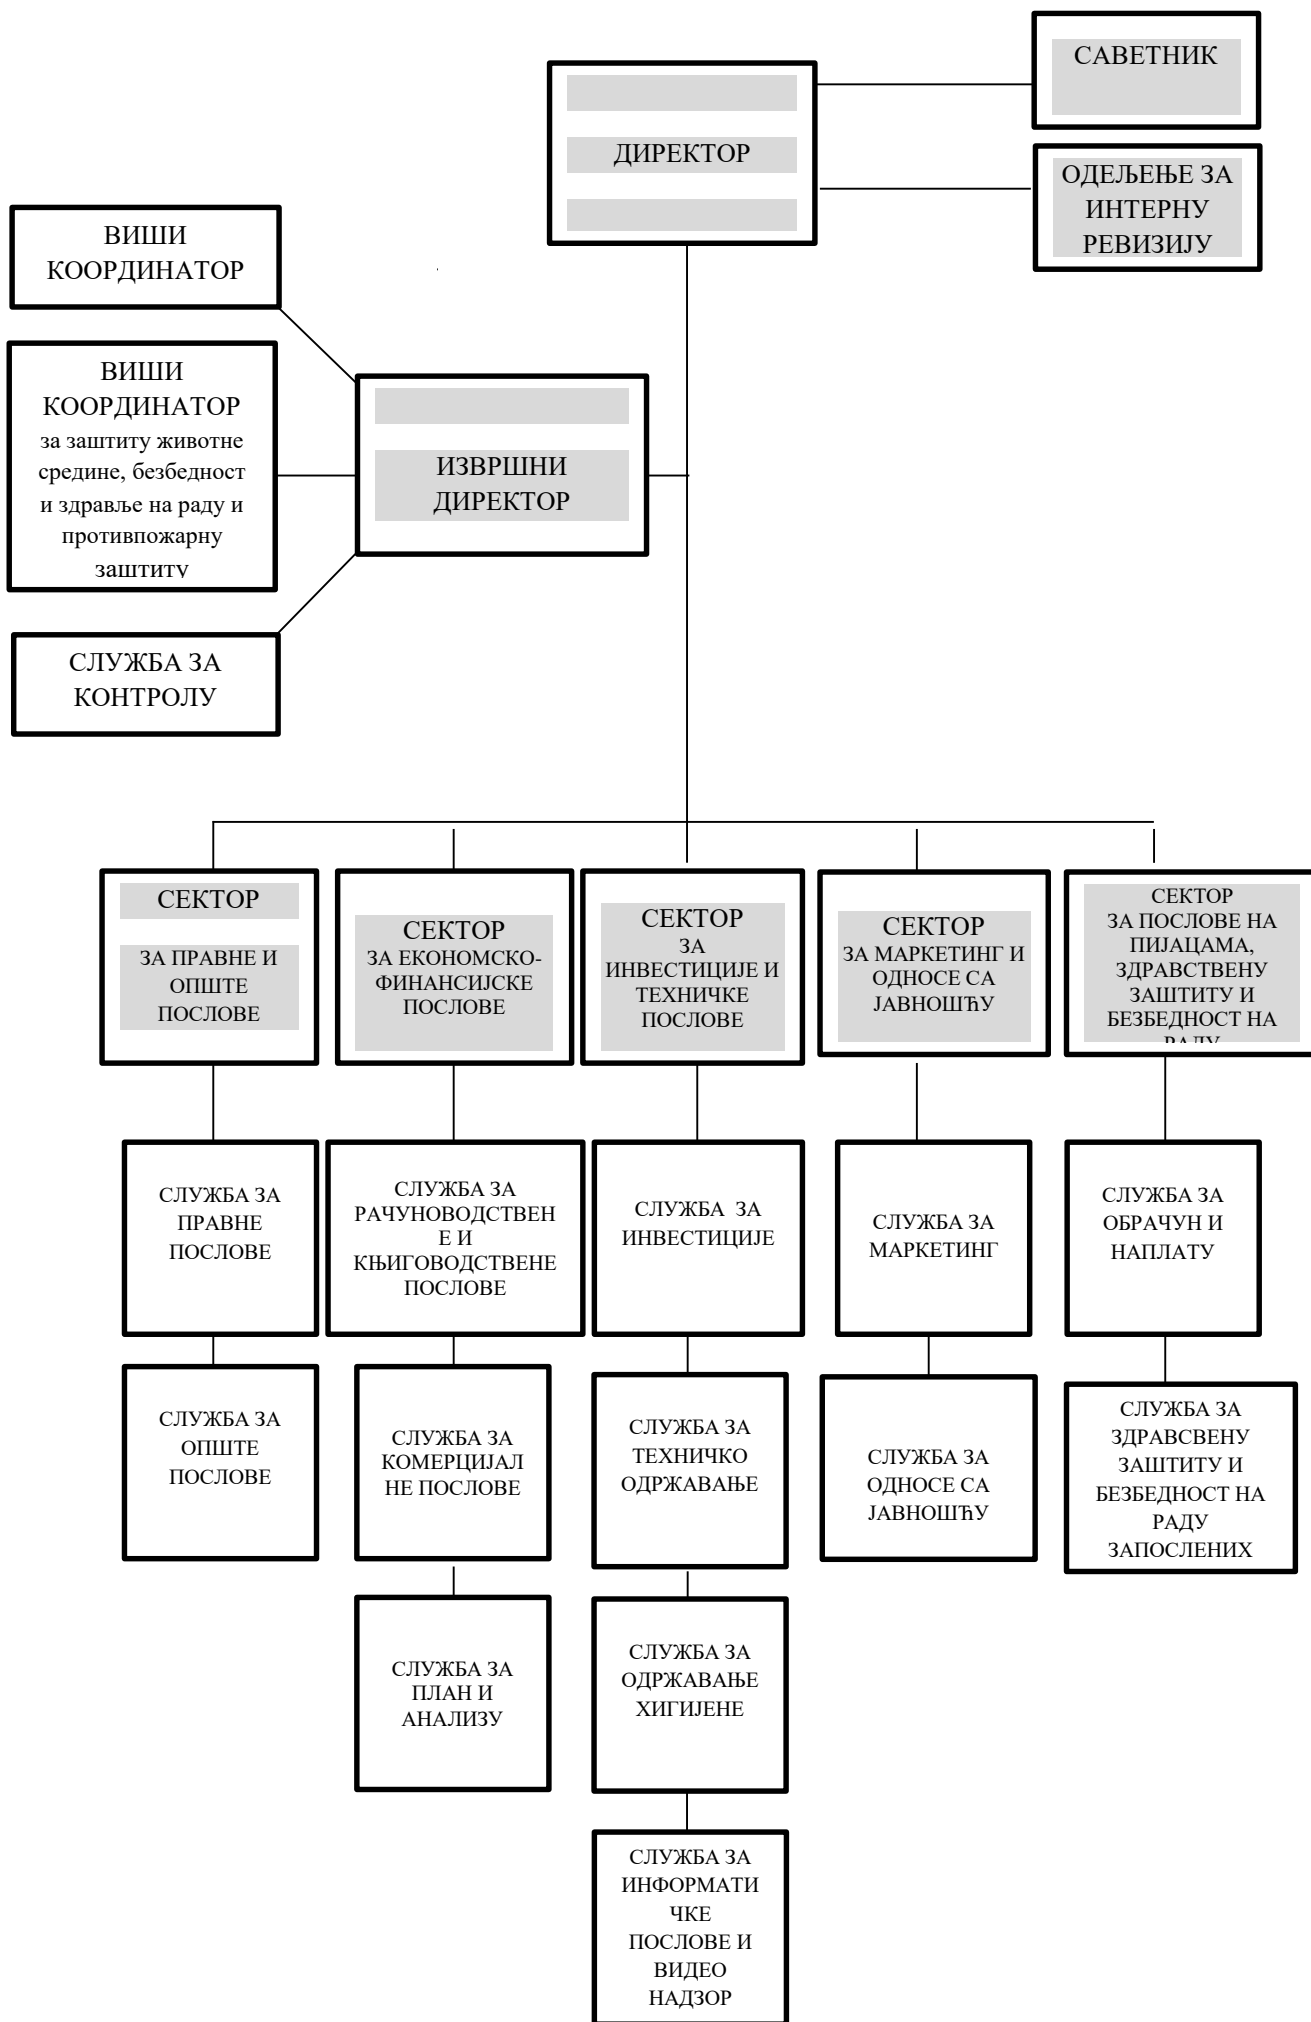 САВЕТНИК
ДИРЕКТОР
ОДЕЉЕЊЕ ЗА
ИНТЕРНУ
РЕВИЗИЈУ
ВИШИ
КООРДИНАТОР
ВИШИ
КООРДИНАТОР
за заштиту животне
средине, безбедност
и здравље на раду и
противпожарну
заштиту
ИЗВРШНИ
ДИРЕКТОР
СЛУЖБА ЗА
КОНТРОЛУ
СЕКТОР
ЗА ПРАВНЕ И
ОПШТЕ
ПОСЛОВЕ
СЕКТОР
ЗА ЕКОНОМСКО-
ФИНАНСИЈСКЕ
ПОСЛОВЕ
СЕКТОР
ЗА
ИНВЕСТИЦИЈЕ И
ТЕХНИЧКЕ
ПОСЛОВЕ
СЕКТОР
ЗА МАРКЕТИНГ И
ОДНОСЕ СА
ЈАВНОШЋУ
СЕКТОР
ЗА ПОСЛОВЕ НА
ПИЈАЦАМА,
ЗДРАВСТВЕНУ
ЗАШТИТУ И
БЕЗБЕДНОСТ НА
РАДУ
СЛУЖБА ЗА
ПРАВНЕ
ПОСЛОВЕ
СЛУЖБА ЗА
РАЧУНОВОДСТВЕН
Е И
КЊИГОВОДСТВЕНЕ
ПОСЛОВЕ
СЛУЖБА ЗА
ИНВЕСТИЦИЈЕ
СЛУЖБА ЗА
МАРКЕТИНГ
СЛУЖБА ЗА
ОБРАЧУН И
НАПЛАТУ
СЛУЖБА ЗА
ОПШТЕ
ПОСЛОВЕ
СЛУЖБА ЗА
КОМЕРЦИЈАЛ
НЕ ПОСЛОВЕ
СЛУЖБА ЗА
ТЕХНИЧКО
ОДРЖАВАЊЕ
СЛУЖБА ЗА
ОДНОСЕ СА
ЈАВНОШЋУ
СЛУЖБА ЗА
ЗДРАВСВЕНУ
ЗАШТИТУ И
БЕЗБЕДНОСТ НА
РАДУ
ЗАПОСЛЕНИХ
СЛУЖБА ЗА
ПЛАН И
АНАЛИЗУ
СЛУЖБА ЗА
ОДРЖАВАЊЕ
ХИГИЈЕНЕ
СЛУЖБА ЗА
ИНФОРМАТИ
ЧКЕ
ПОСЛОВЕ И
ВИДЕО
НАДЗОР